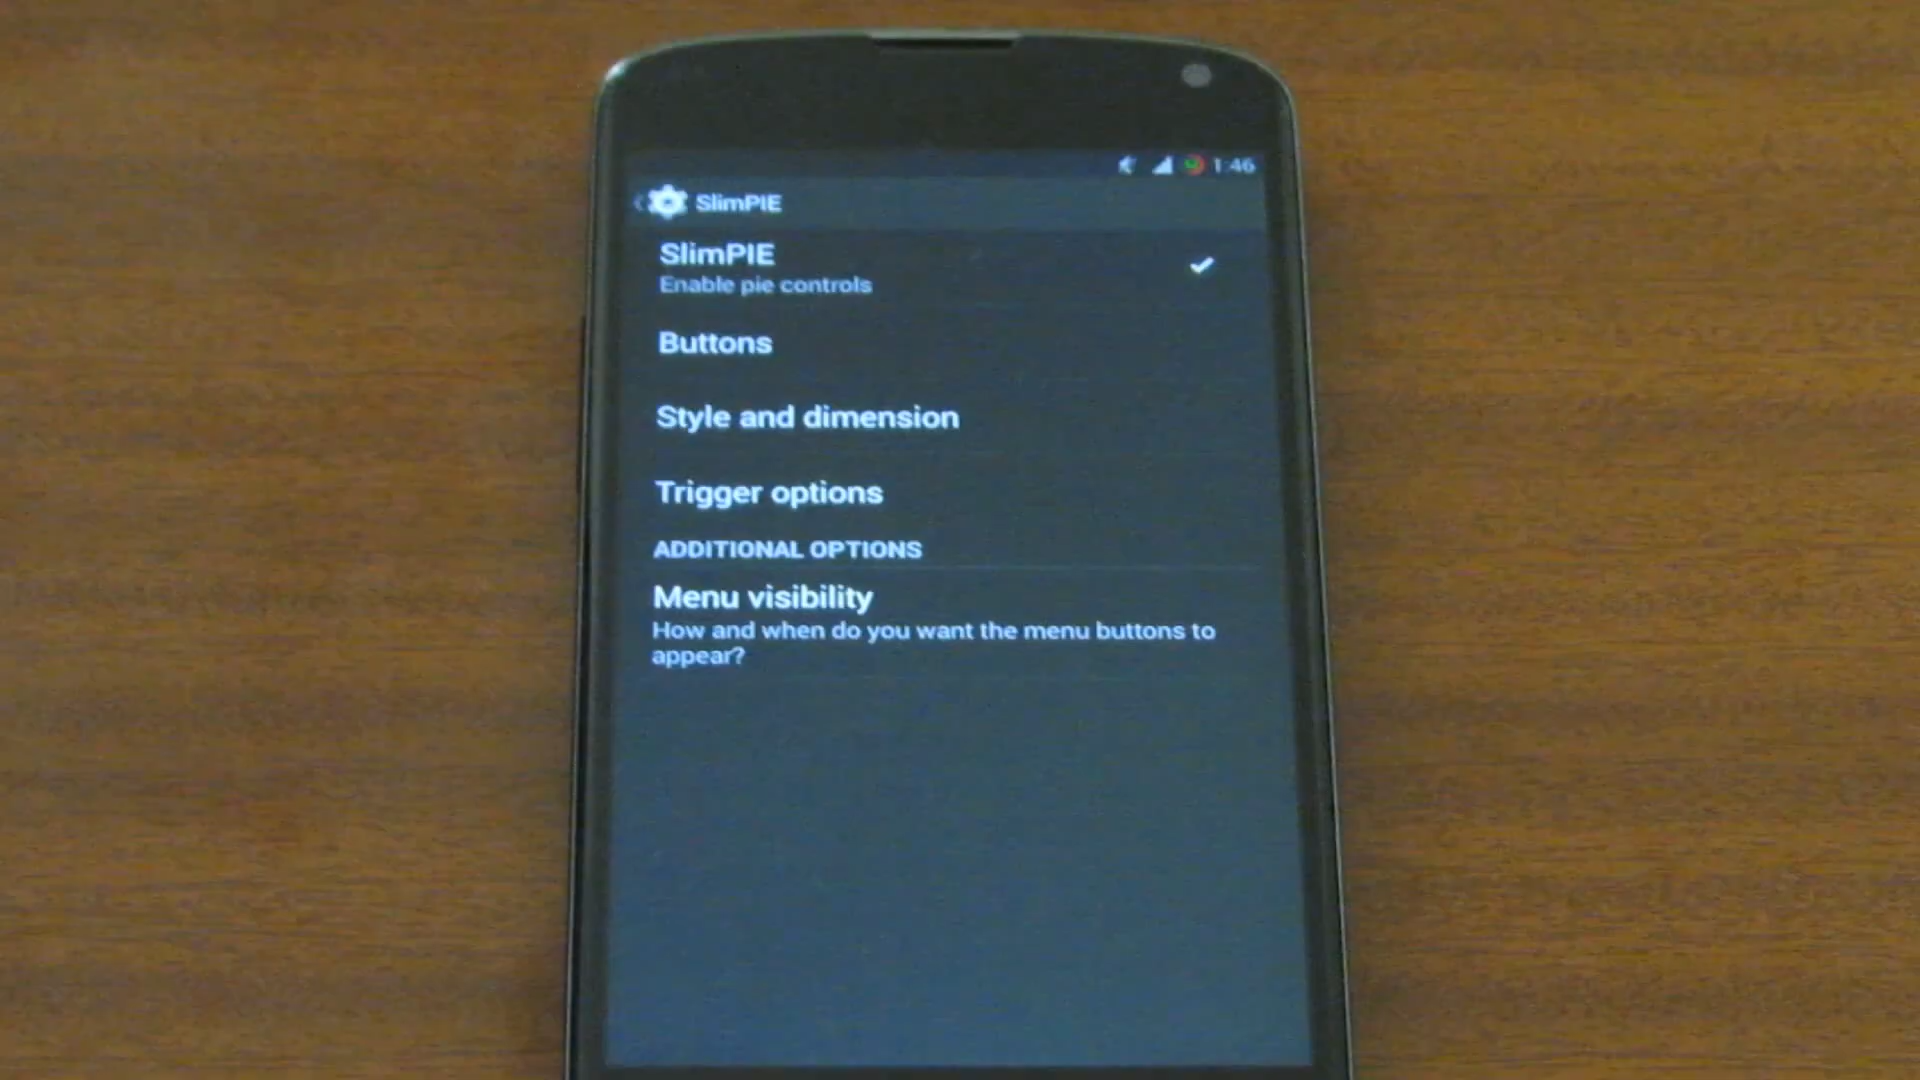 1:46
SlimPIE
SlimPIE
Enable pie controls
Buttons
Style and dimension
Trigger options
ADDITIONAL OPTIONS
Menu visibility
How and when do you want the menu buttons to
appear?